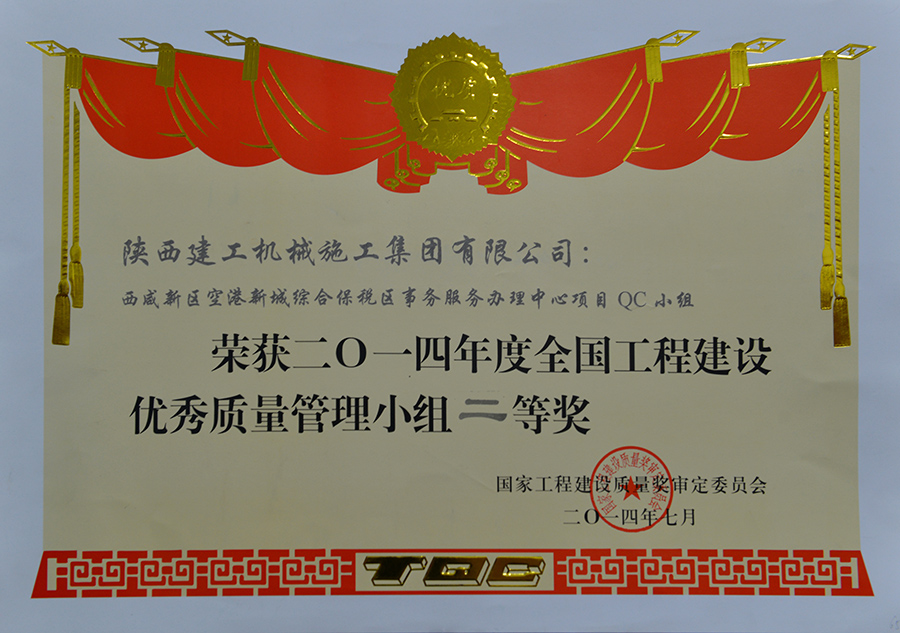 陕西建工机械施工集团有限公司：
西咸新区空港新城综合保税区事务服务办理中心项目QC小组
荣获二O一四年度全国工程建设
优秀质量管理小组二等奖
国家工程建设质量奖审定委员会
二O一四年七月
TQC